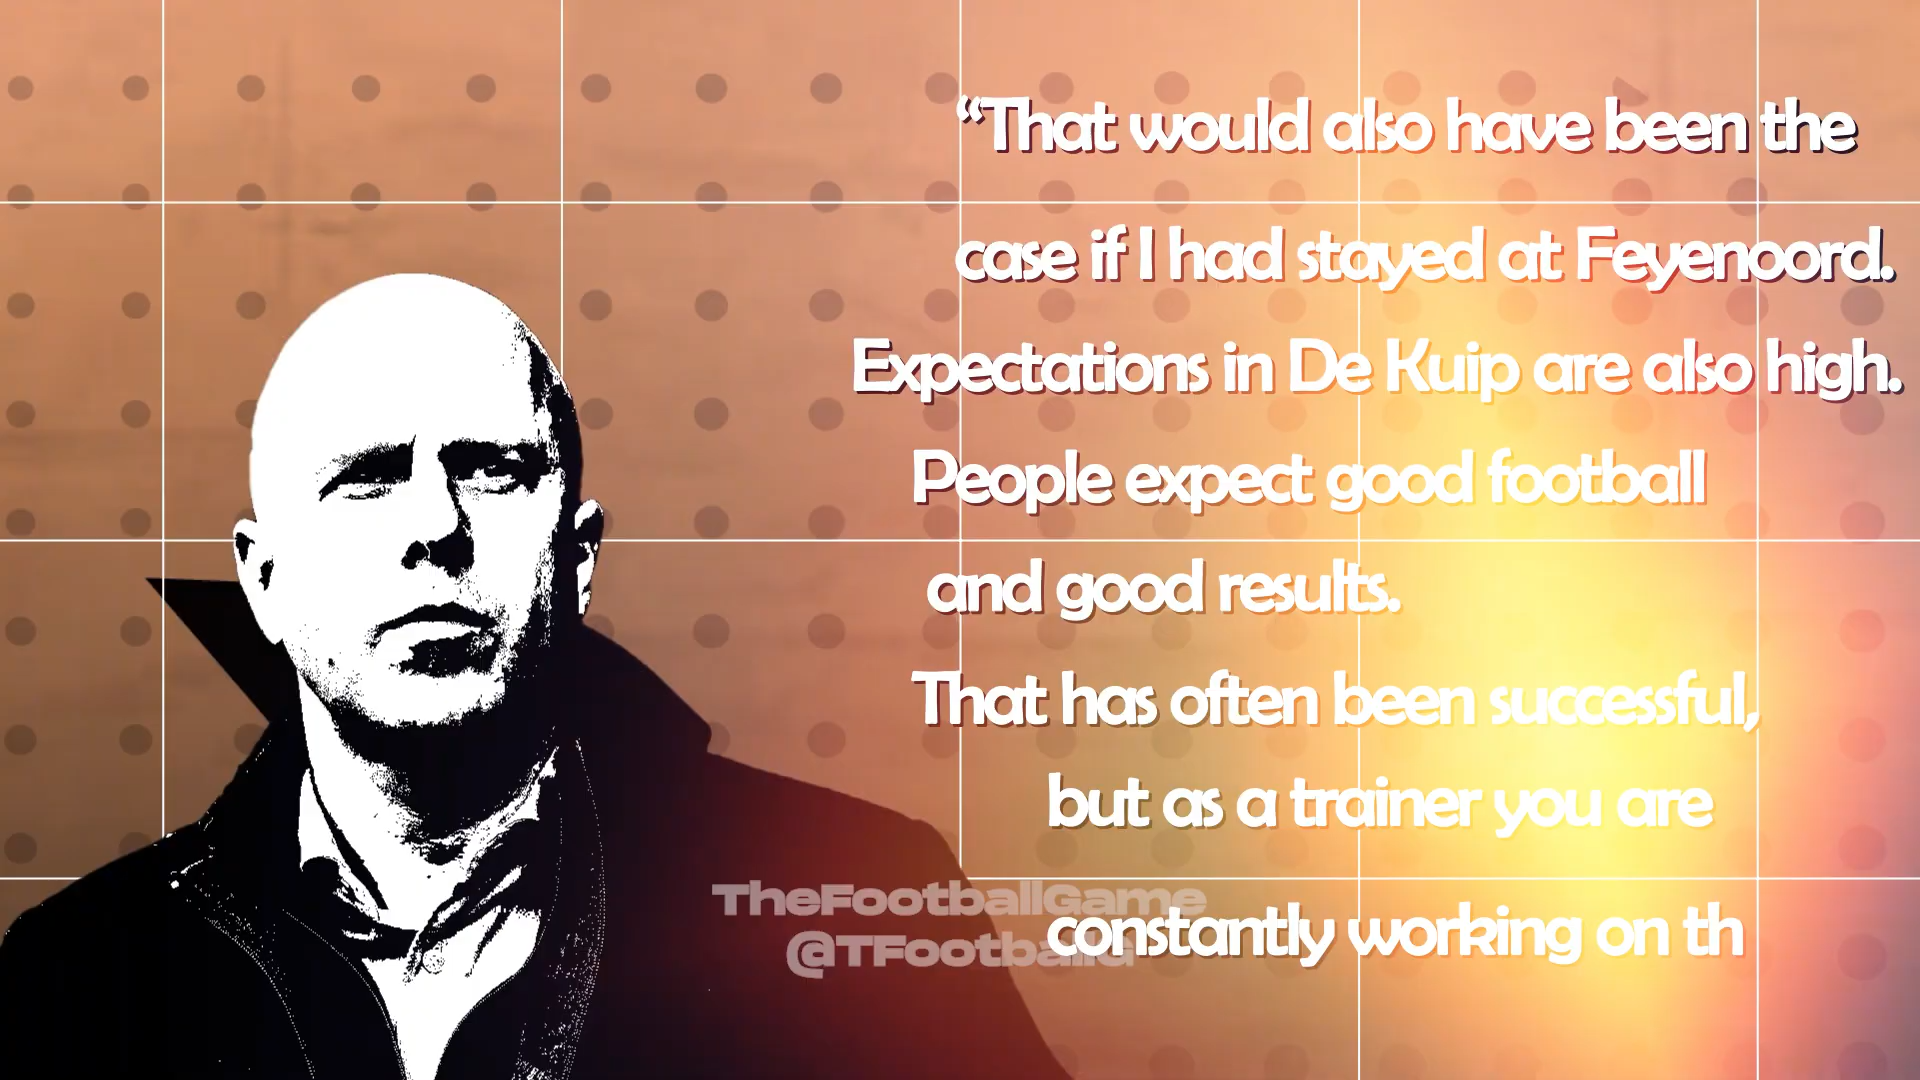 “That would also have been the
case if I had stayed at Feyenoord.
Expectations in De Kuip are also high.
People expect good football
and good results.
That has often been successful,
but as a trainer you are
constantly working on th
TheFootballGame
@TFootballG